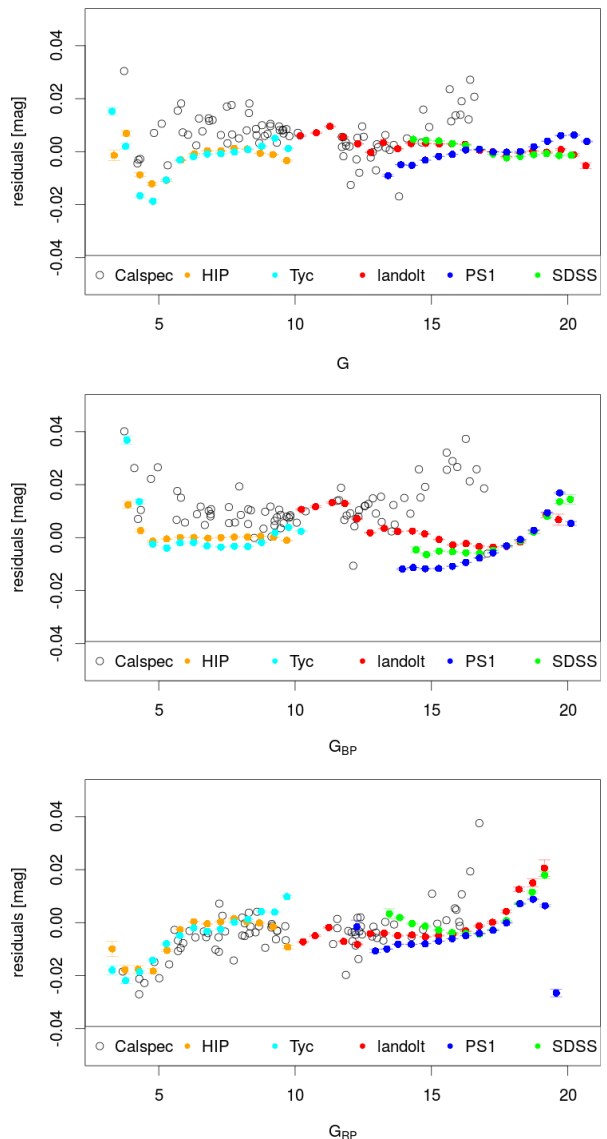 residuals [mag]
0.04
0.02
0.00
-0.02
-0.04
Calspec HIP Tyc landolt PS1 SDSS
5 10 15 20
G
residuals [mag]
0.04
0.02
0.00
-0.02
-0.04
Calspec HIP Tyc landolt PS1 SDSS
5 10 15 20
G_BP
residuals [mag]
0.04
0.02
0.00
-0.02
-0.04
Calspec HIP Tyc landolt PS1 SDSS
5 10 15 20
G_RP